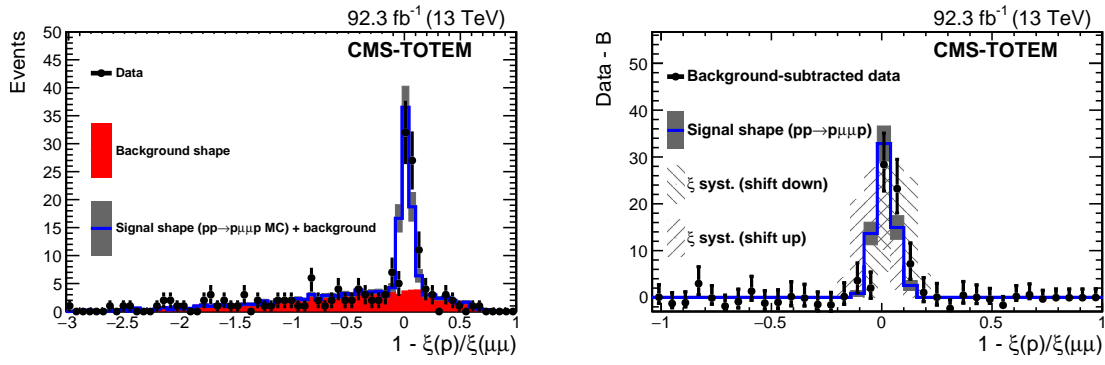 92.3 fb⁻¹ (13 TeV)
CMS-TOTEM
Events
50
45
40
35
30
25
20
15
10
5
0
Data
Background shape
Signal shape (pp→pμμp MC) + background
−3 −2.5 −2 −1.5 −1 −0.5 0 0.5 1
1 - ξ(p)/ξ(μμ)
92.3 fb⁻¹ (13 TeV)
CMS-TOTEM
Data - B
50
40
30
20
10
0
Background-subtracted data
Signal shape (pp→pμμp)
ξ syst. (shift down)
ξ syst. (shift up)
−1 −0.5 0 0.5 1
1 - ξ(p)/ξ(μμ)